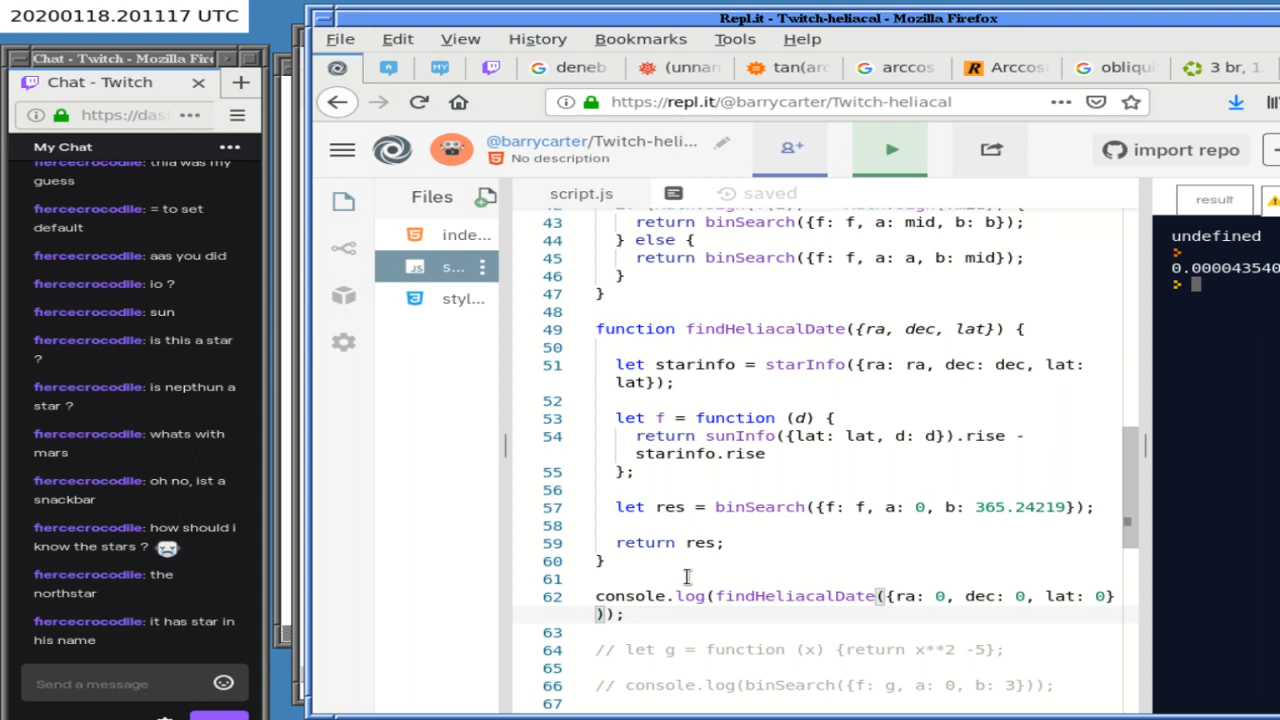 20200118.201117 UTC
Chat - Twitch - Mozilla Fire
Chat - Twitch
https://das
My Chat
fiercecrocodile: thia was my
guess
fiercecrocodile: = to set
default
fiercecrocodile: aas you did
fiercecrocodile: io ?
fiercecrocodile: sun
fiercecrocodile: is this a star
?
fiercecrocodile: is nepthun a
star ?
fiercecrocodile: whats with
mars
fiercecrocodile: oh no, ist a
snackbar
fiercecrocodile: how should i
know the stars ?
fiercecrocodile: the
northstar
fiercecrocodile: it has star in
his name
Send a message
Repl.it - Twitch-heliacal - Mozilla Firefox
File Edit View History Bookmarks Tools Help
MY deneb (unnan tan(arc arccos Arccos obliqu 3 br, 1.
https://repl.it/@barrycarter/Twitch-heliacal
@barrycarter/Twitch-heli...
No description
import repo
Files
inde...
JS s...
styl...
script.js saved
43 return binSearch({f: f, a: mid, b: b});
44 } else {
45 return binSearch({f: f, a: a, b: mid});
46 }
47 }
48
49 function findHeliacalDate({ra, dec, lat}) {
50
51 let starinfo = starInfo({ra: ra, dec: dec, lat:
lat});
52
53 let f = function (d) {
54 return sunInfo({lat: lat, d: d}).rise -
starinfo.rise
55 };
56
57 let res = binSearch({f: f, a: 0, b: 365.24219});
58
59 return res;
60 }
61
62 console.log(findHeliacalDate({ra: 0, dec: 0, lat: 0}
));
63
64 // let g = function (x) {return x**2 -5};
65
66 // console.log(binSearch({f: g, a: 0, b: 3}));
67
result
undefined
0.000043540